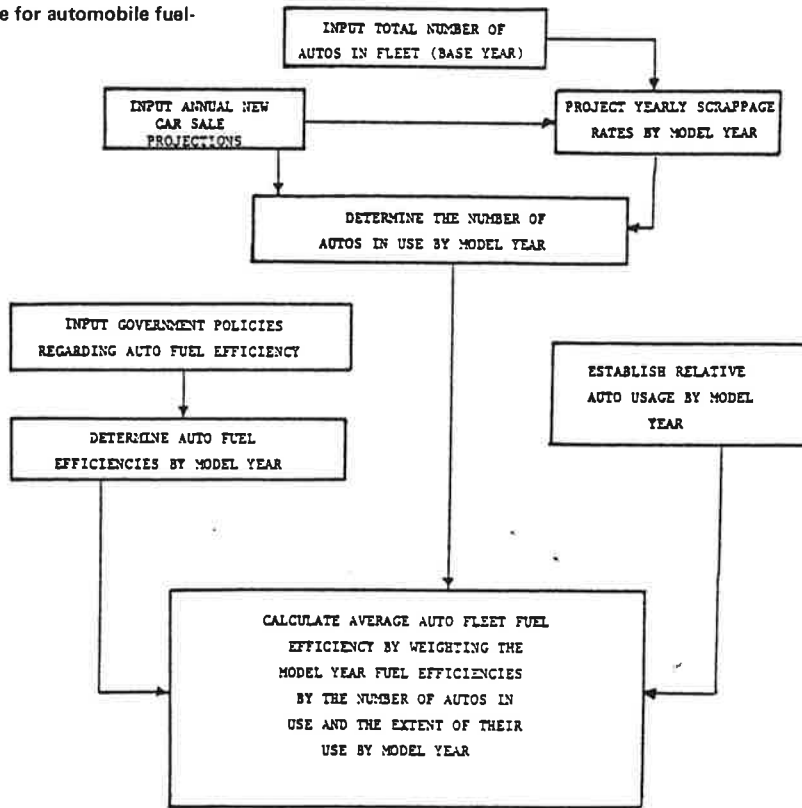 e for automobile fuel-
INPUT TOTAL NUMBER OF
AUTOS IN FLEET (BASE YEAR)
INPUT ANNUAL NEW
CAR SALE
PROJECTIONS
PROJECT YEARLY SCRAPPAGE
RATES BY MODEL YEAR
DETERMINE THE NUMBER OF
AUTOS IN USE BY MODEL YEAR
INPUT GOVERNMENT POLICIES
REGARDING AUTO FUEL EFFICIENCY
ESTABLISH RELATIVE
AUTO USAGE BY MODEL
YEAR
DETERMINE AUTO FUEL
EFFICIENCIES BY MODEL YEAR
CALCULATE AVERAGE AUTO FLEET FUEL
EFFICIENCY BY WEIGHTING THE
MODEL YEAR FUEL EFFICIENCIES
BY THE NUMBER OF AUTOS IN
USE AND THE EXTENT OF THEIR
USE BY MODEL YEAR